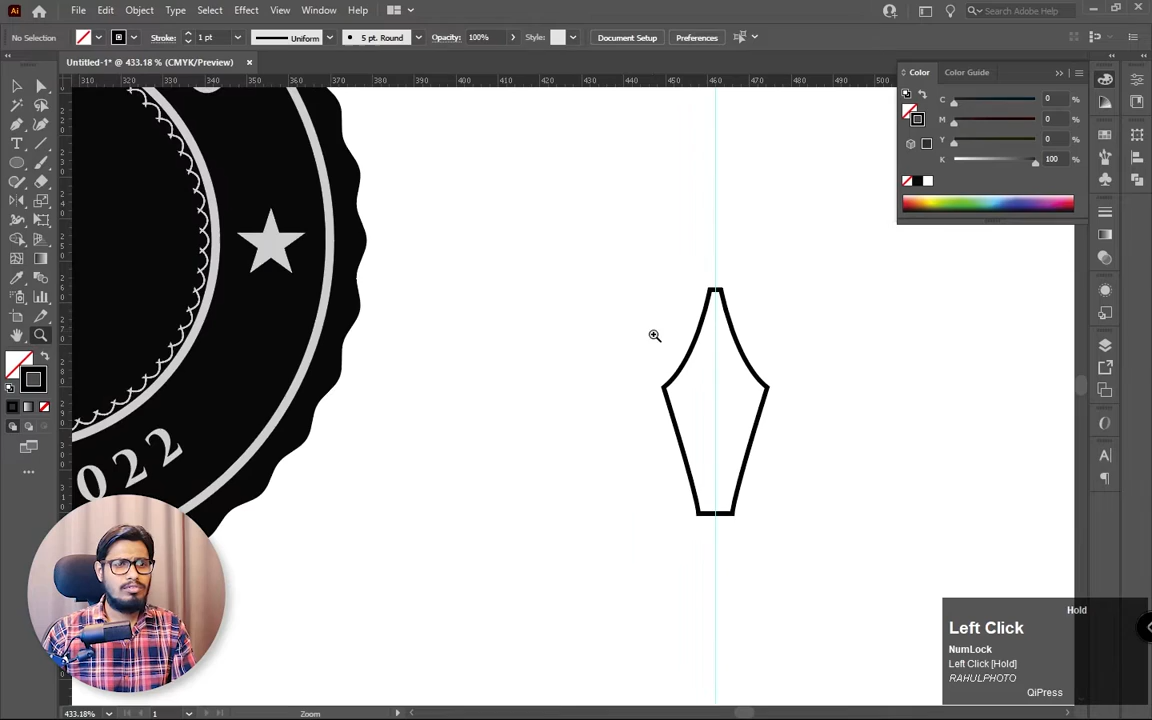 Ai File Edit Object Type Select Effect View Window Help Search Adobe Help
No Selection Stroke: 1 pt Uniform 5 pt. Round Opacity: 100% Style: Document Setup Preferences
Untitled-1* @ 433.18 % (CMYK/Preview)
310 320 330 340 350 360 370 380 390 400 410 420 430 440 450 460 470 480 490 500
Color Color Guide
C 0 %
M 0 %
Y 0 %
K 100 %
022
Hold
Left Click
NumLock
Left Click [Hold]
RAHULPHOTO
QiPress
433.18% 1 Zoom